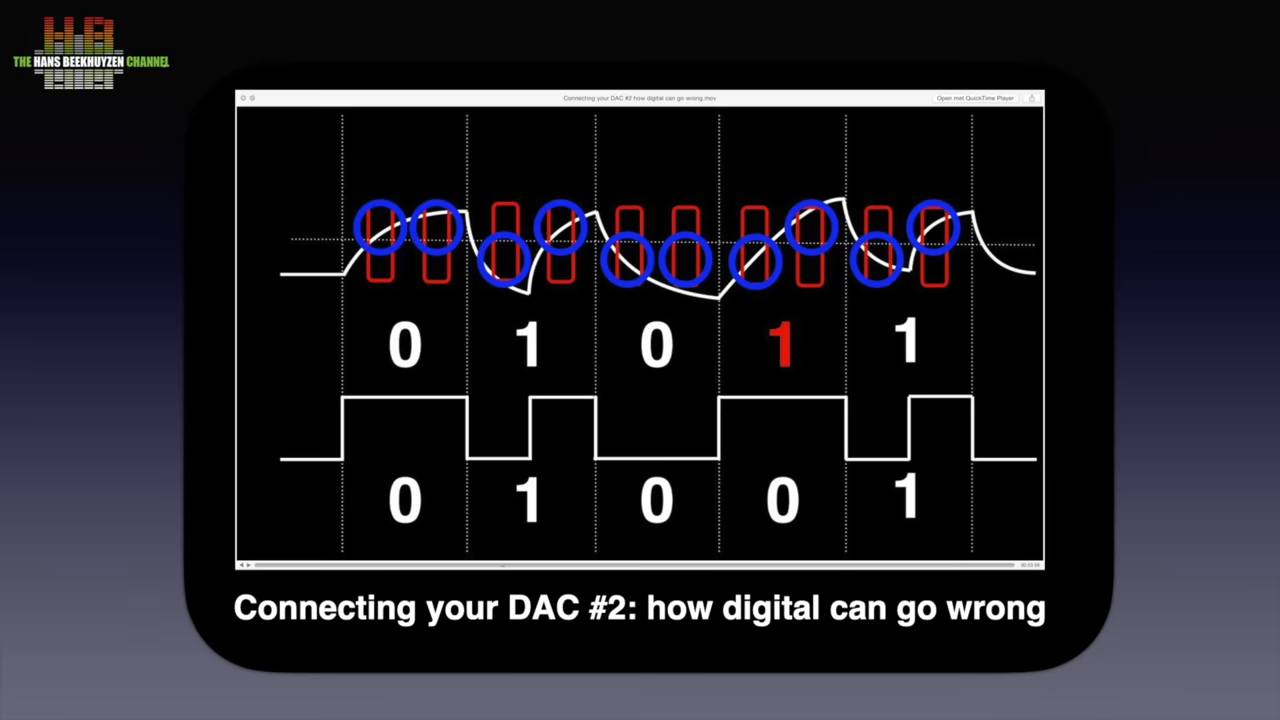 THE HANS BEEKHUYZEN CHANNEL
Connecting your DAC #2 how digital can go wrong.mov
Open met QuickTime Player
0 1 0 1 1
0 1 0 0 1
Connecting your DAC #2: how digital can go wrong